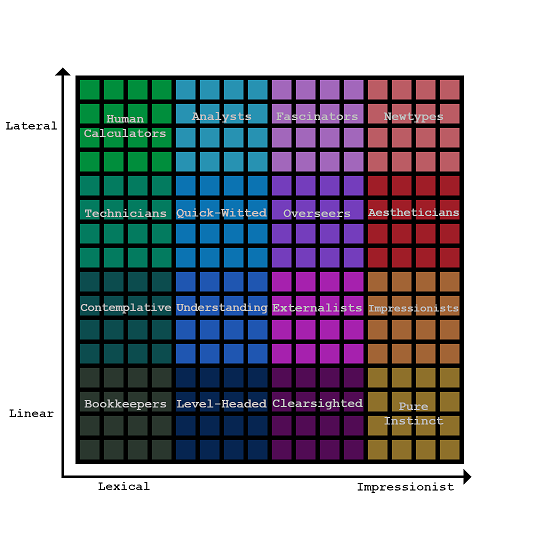 Lateral
Human
Calculators
Analysts
Fascinators
Newtypes
Technicians
Quick-Witted
Overseers
Aestheticians
Contemplative
Understanding
Externalists
Impressionists
Linear
Bookkeepers
Level-Headed
Clearsighted
Pure
Instinct
Lexical
Impressionist